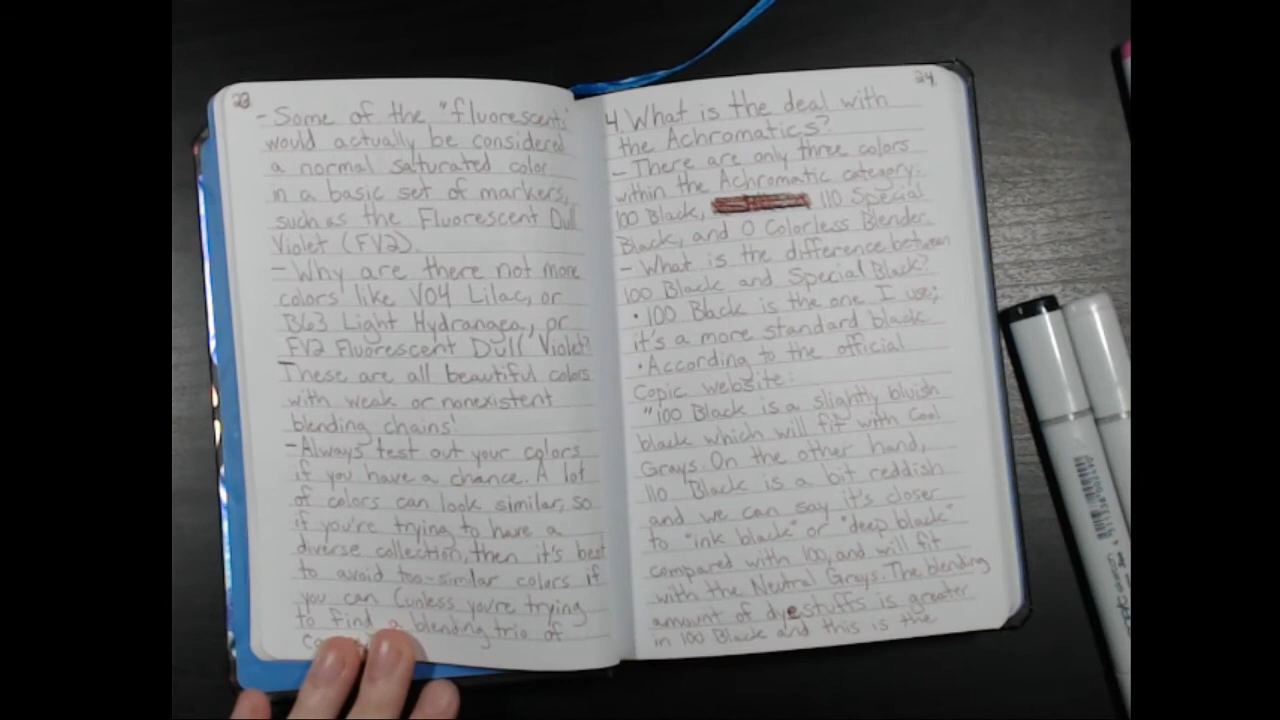 23
- Some of the "fluorescents"
would actually be considered
a normal saturated color
in a basic set of markers,
such as the Fluorescent Dull
Violet (FV2).
- Why are there not more
colors like V04 Lilac, or
B63 Light Hydrangea, or
FV2 Fluorescent Dull Violet?
These are all beautiful colors
with weak or nonexistent
blending chains!
- Always test out your colors
if you have a chance. A lot
of colors can look similar, so
if you're trying to have a
diverse collection, then it's best
to avoid too-similar colors if
you can (unless you're trying
to find a blending trio of
24
4. What is the deal with
the Achromatics?
- There are only three colors
within the Achromatic category:
100 Black, 110 Special
Black, and 0 Colorless Blender.
- What is the difference between
100 Black and Special Black?
• 100 Black is the one I use;
it's a more standard black
• According to the official
Copic website:
"100 Black is a slightly bluish
black which will fit with Cool
Grays. On the other hand,
110 Black is a bit reddish
and we can say it's closer
to "ink black" or "deep black"
compared with 100, and will fit
with the Neutral Grays. The blending
amount of dyestuffs is greater
in 100 Black and this is the